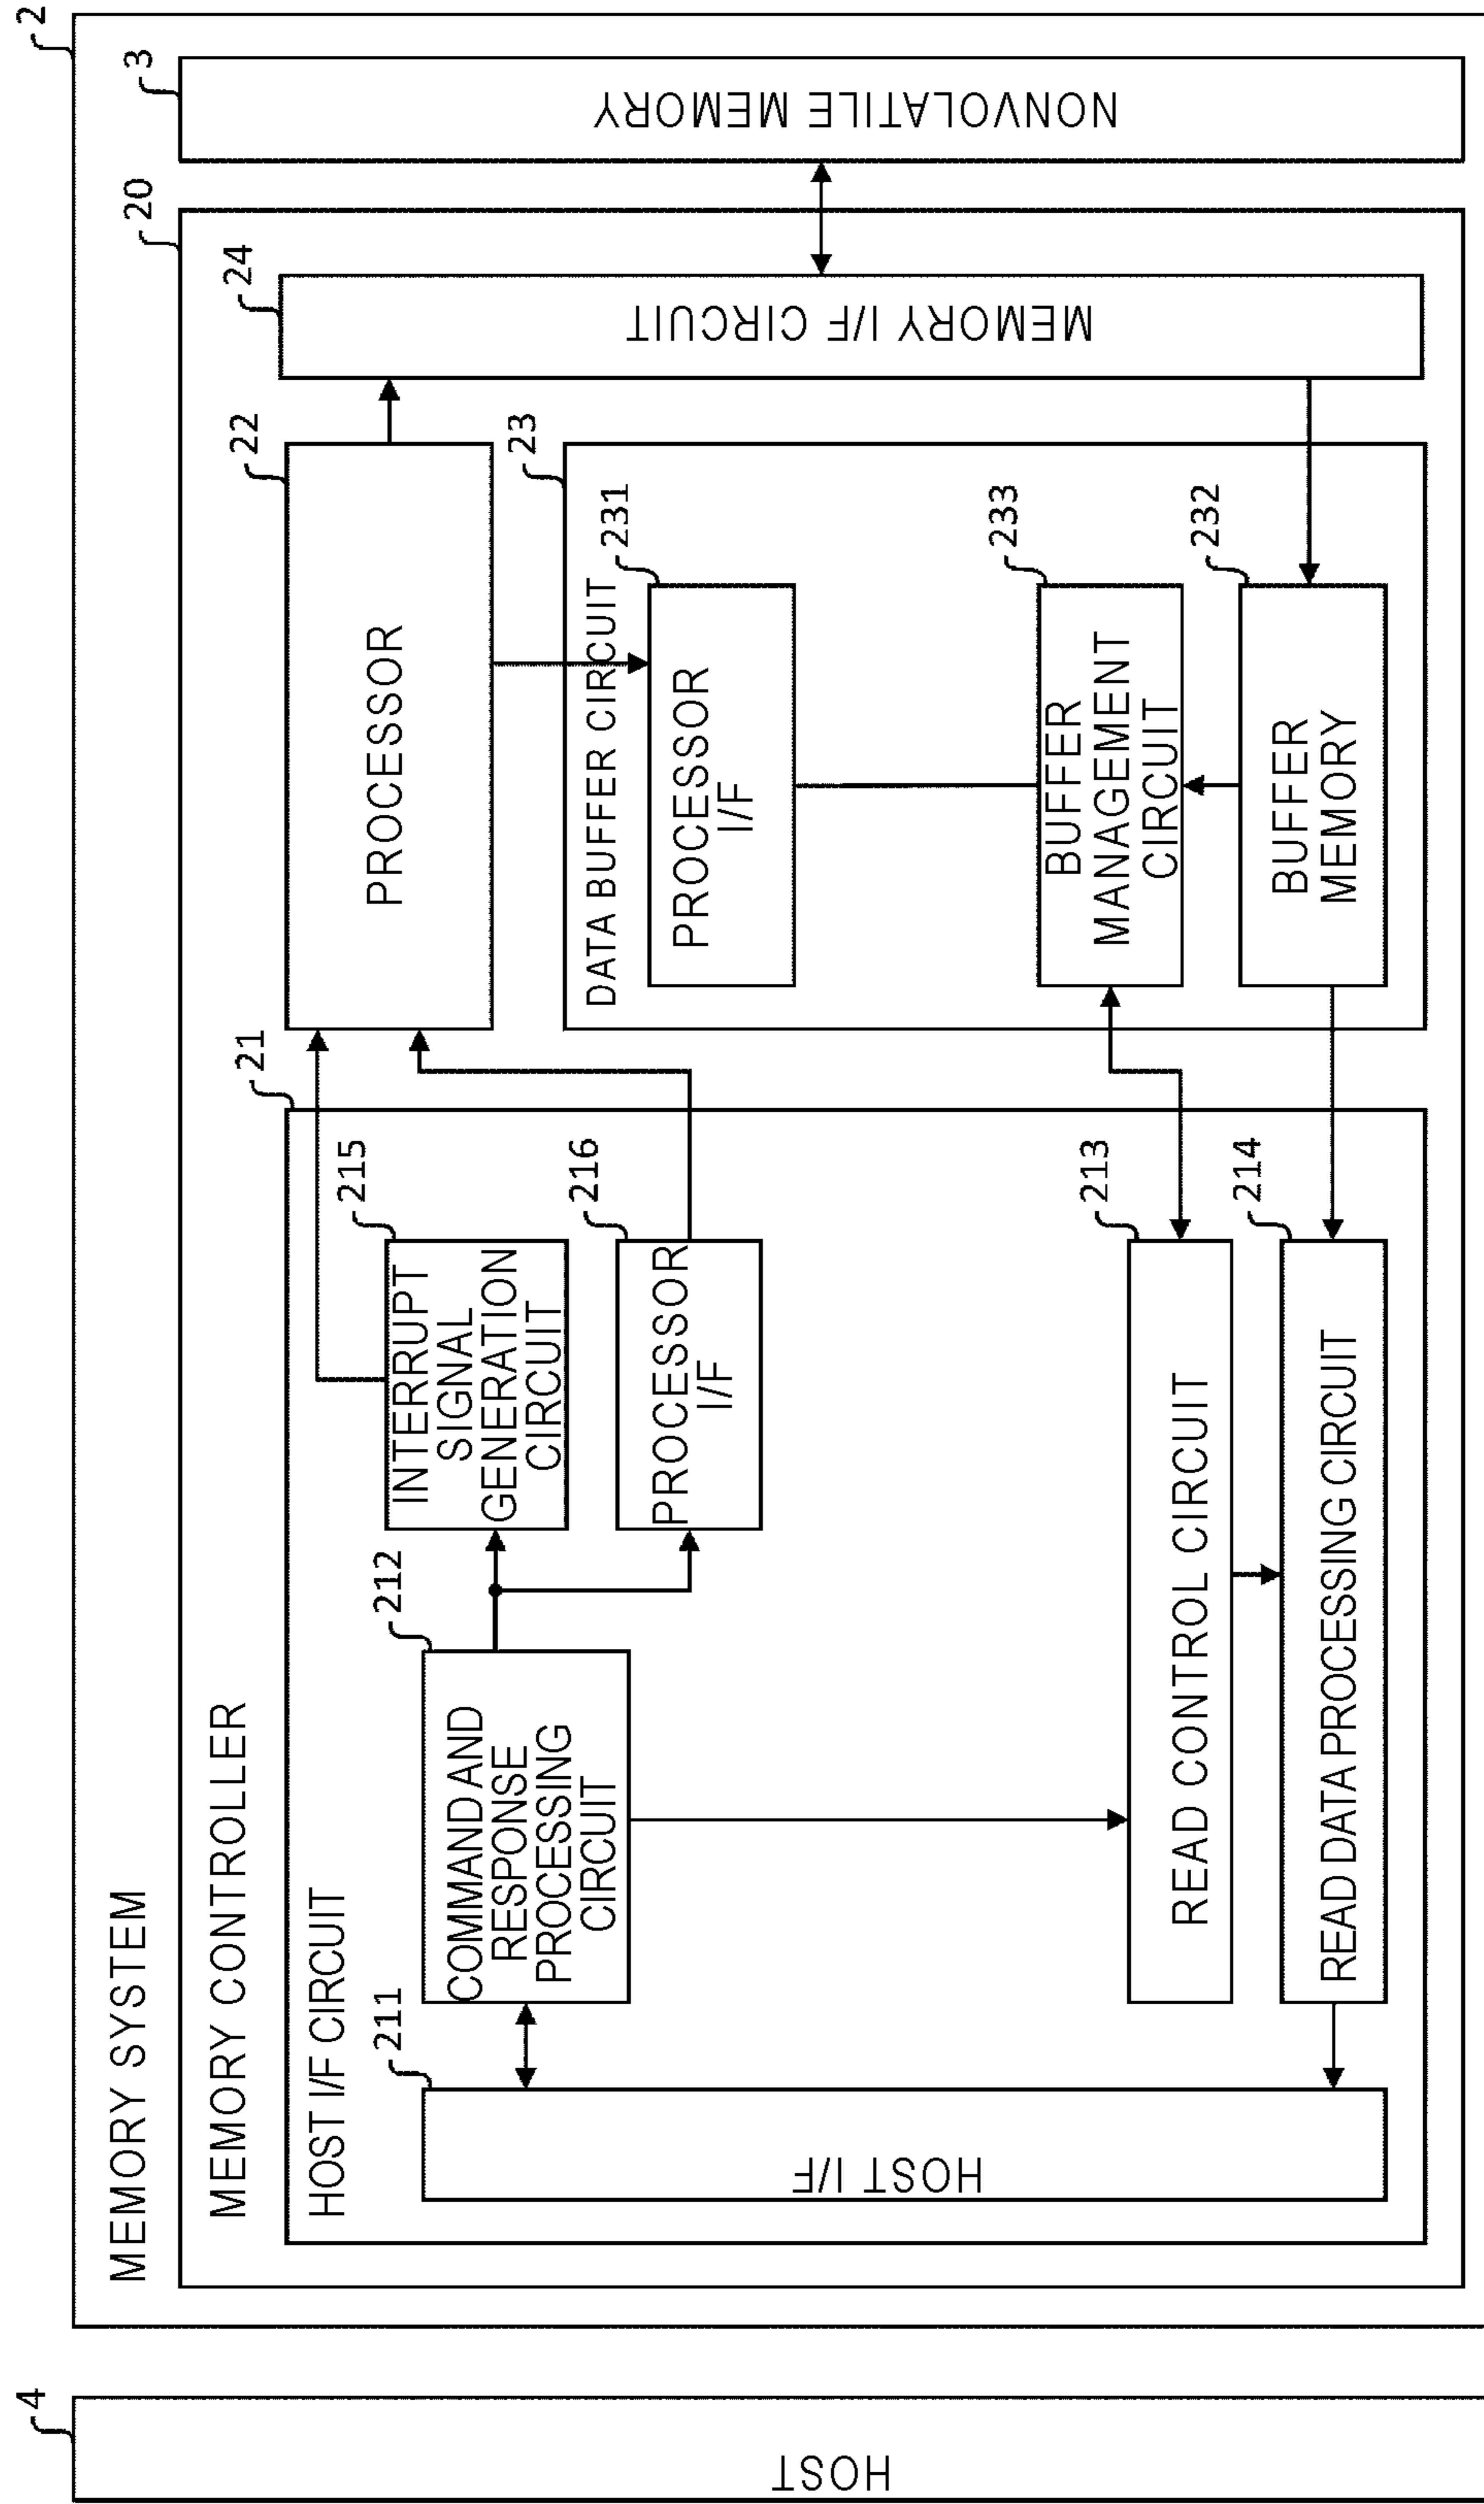 4
HOST
2
MEMORY SYSTEM
20
MEMORY CONTROLLER
21
HOST I/F CIRCUIT
211
HOST I/F
212
COMMAND AND
RESPONSE
PROCESSING
CIRCUIT
215
INTERRUPT
SIGNAL
GENERATION
CIRCUIT
216
PROCESSOR
I/F
213
READ CONTROL CIRCUIT
214
READ DATA PROCESSING CIRCUIT
22
PROCESSOR
23
DATA BUFFER CIRCUIT
231
PROCESSOR
I/F
233
BUFFER
MANAGEMENT
CIRCUIT
232
BUFFER
MEMORY
24
MEMORY I/F CIRCUIT
3
NONVOLATILE MEMORY